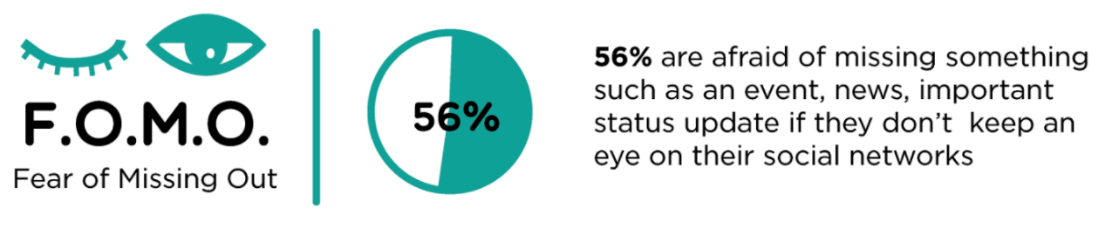 F.O.M.O.
Fear of Missing Out
56%
56% are afraid of missing something
such as an event, news, important
status update if they don't  keep an
eye on their social networks